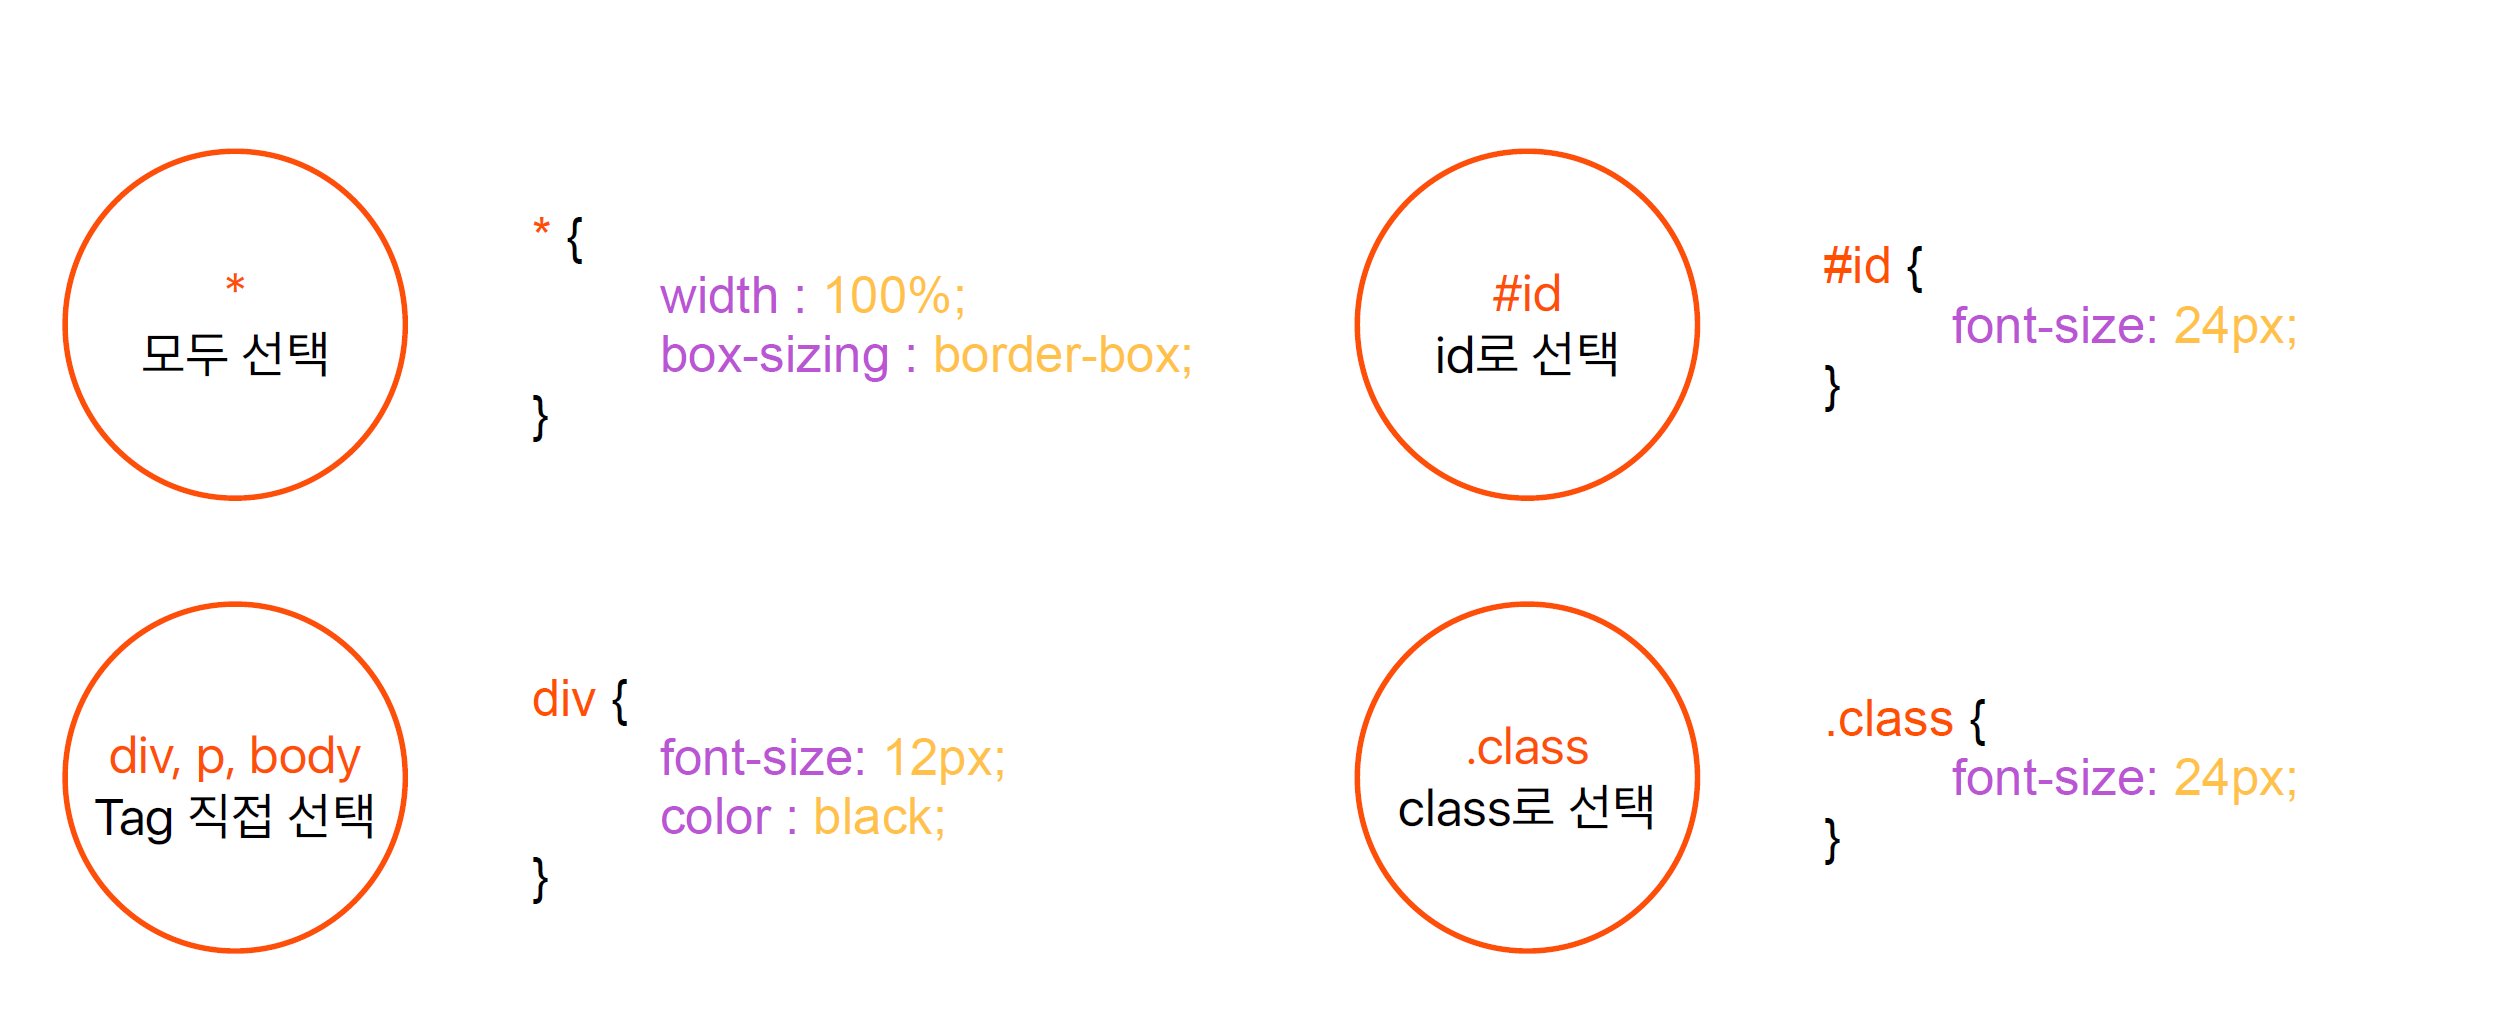 *
모두 선택
* {
width : 100%;
box-sizing : border-box;
}
#id
id로 선택
#id {
font-size: 24px;
}
div, p, body
Tag 직접 선택
div {
font-size: 12px;
color : black;
}
.class
class로 선택
.class {
font-size: 24px;
}